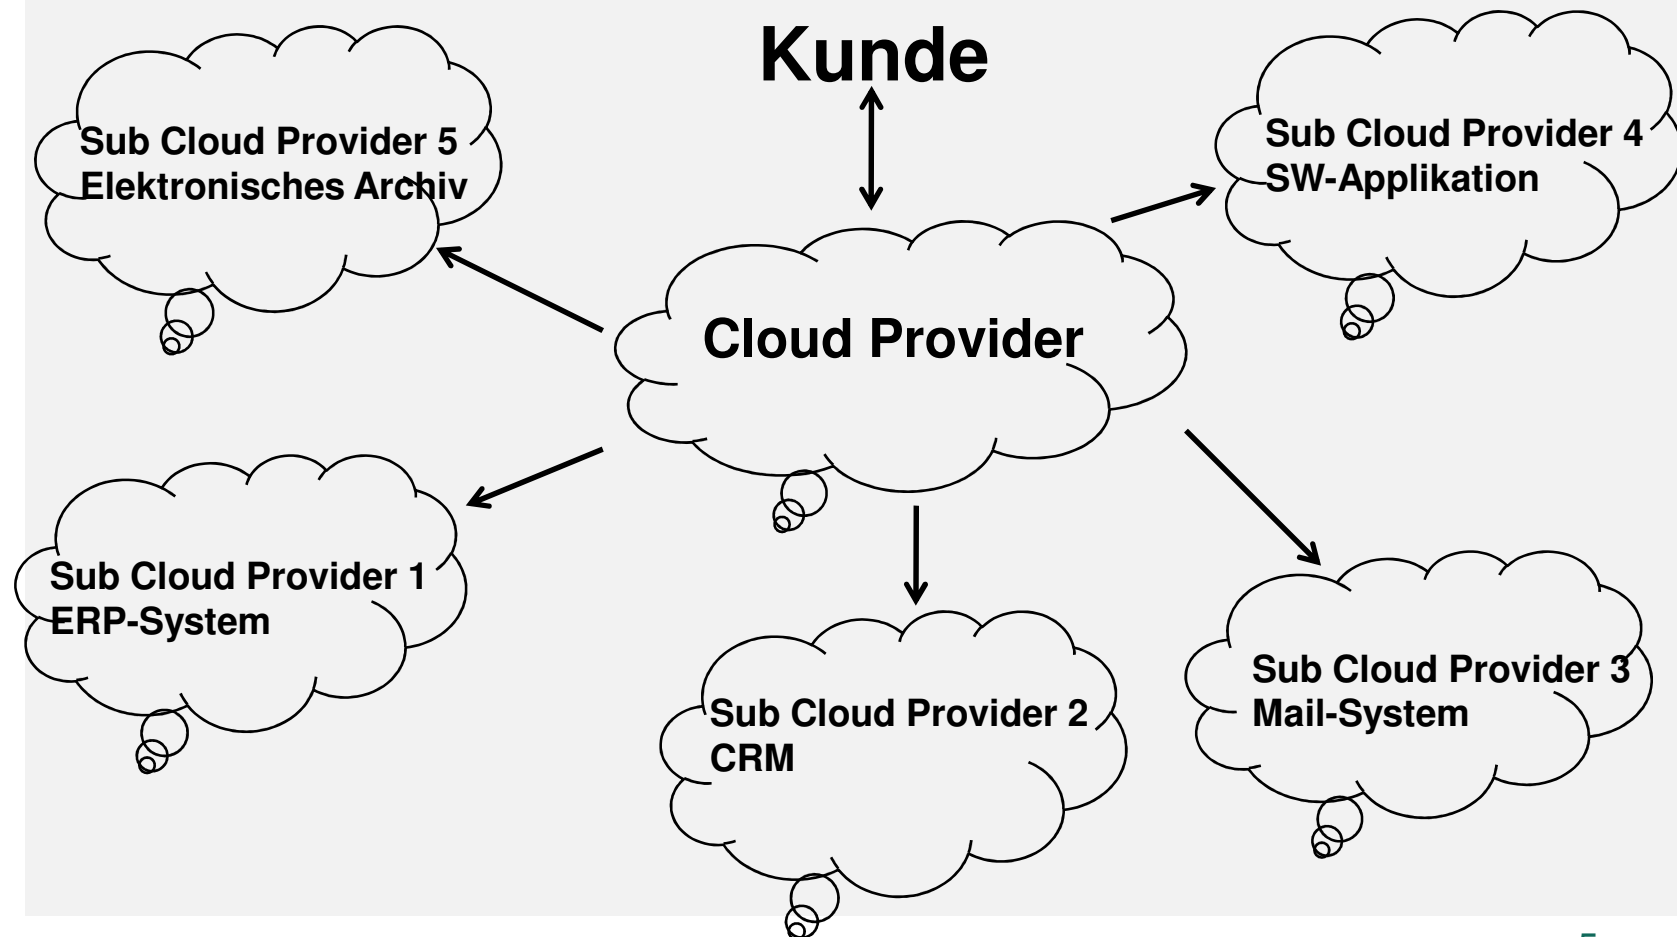 Kunde
Sub Cloud Provider 5
Elektronisches Archiv
Sub Cloud Provider 4
SW-Applikation
Cloud Provider
Sub Cloud Provider 1
ERP-System
Sub Cloud Provider 2
CRM
Sub Cloud Provider 3
Mail-System